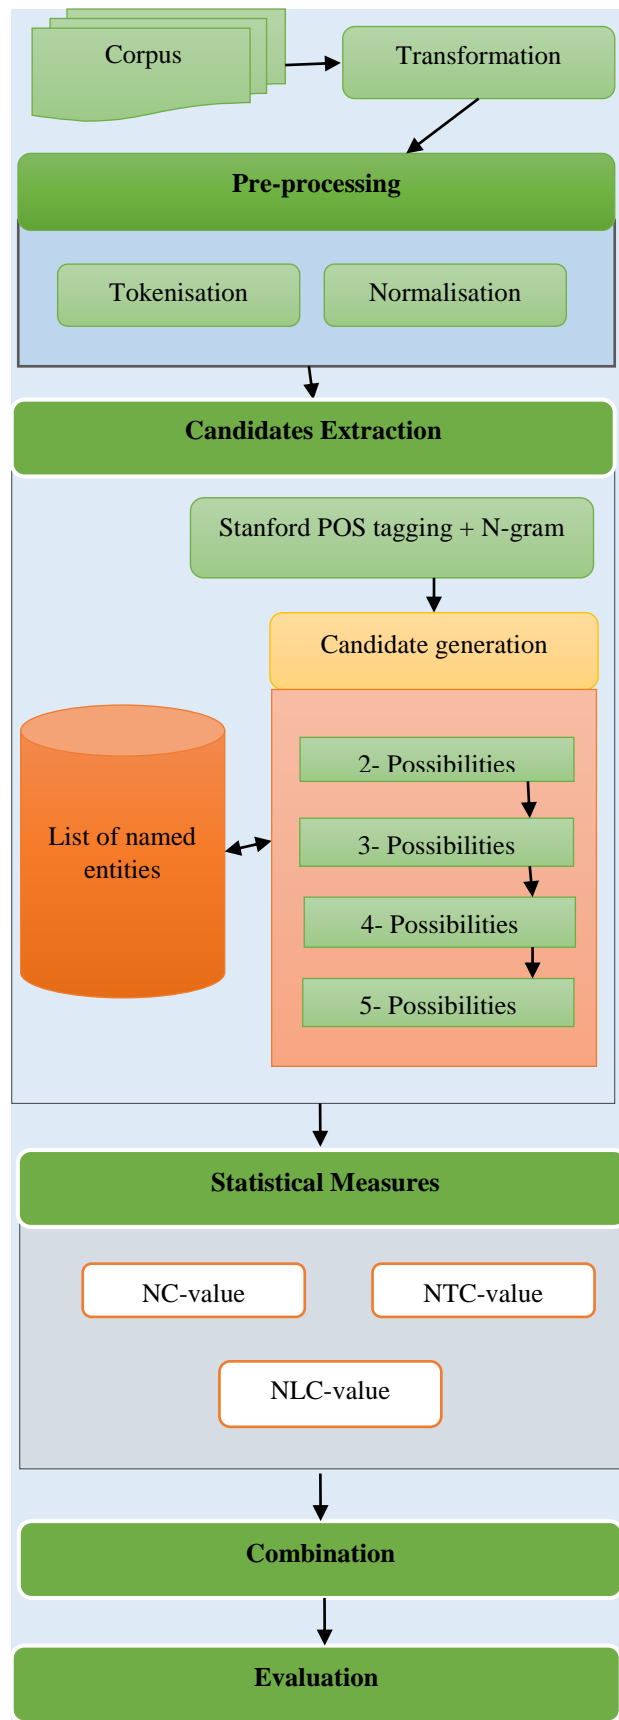 Corpus
Transformation
Pre-processing
Tokenisation
Normalisation
Candidates Extraction
Stanford POS tagging + N-gram
Candidate generation
2- Possibilities
List of named
entities
3- Possibilities
4- Possibilities
5- Possibilities
Statistical Measures
NC-value
NTC-value
NLC-value
Combination
Evaluation